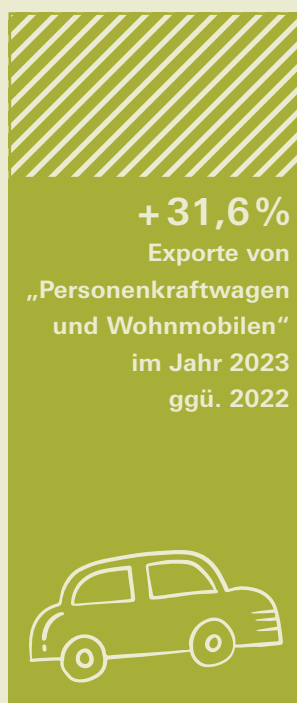 +31,6%
Exporte von
„Personenkraftwagen
und Wohnmobilen“
im Jahr 2023
ggü. 2022